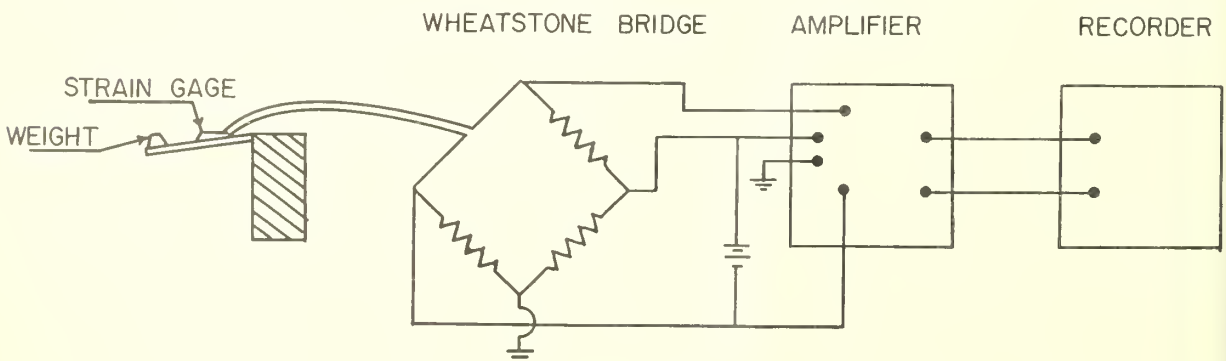 WHEATSTONE BRIDGE
AMPLIFIER
RECORDER
STRAIN GAGE
WEIGHT